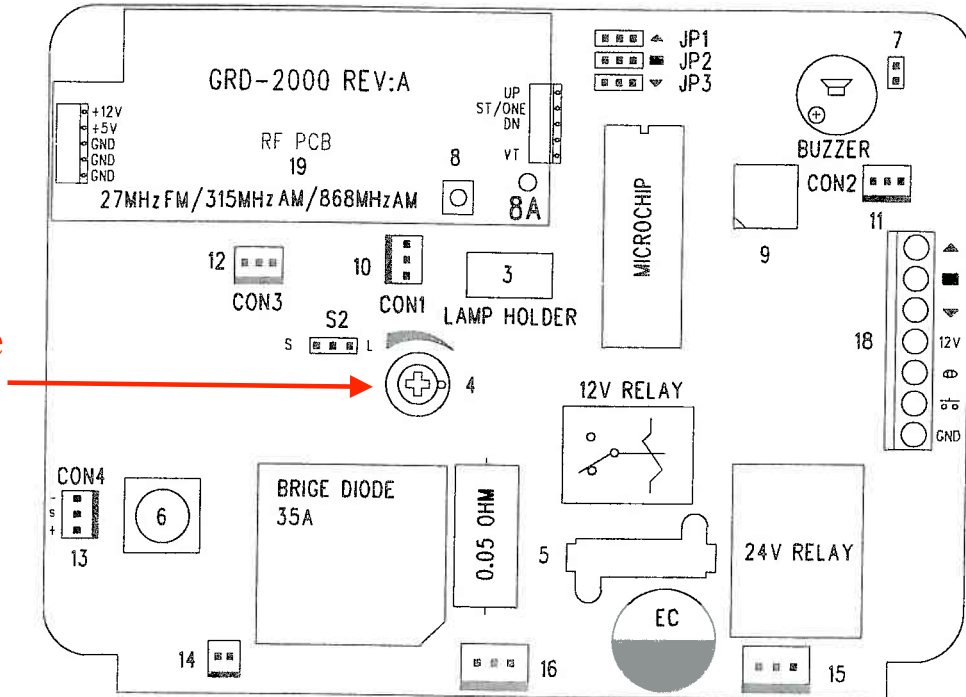 JP1
JP2
JP3
7
GRD-2000 REV:A
+12V
+5V
GND
GND
GND
UP
ST/ONE
DN
VT
RF PCB
19
8
27MHz FM/315MHz AM/868MHz AM
8A
BUZZER
CON2
11
MICROCHIP
9
12
CON3
10
CON1
3
LAMP HOLDER
S2
S
L
4
18
12V
GND
12V RELAY
CON4
-
S
+
13
6
BRIGE DIODE
35A
0.05 OHM
5
24V RELAY
EC
14
16
15